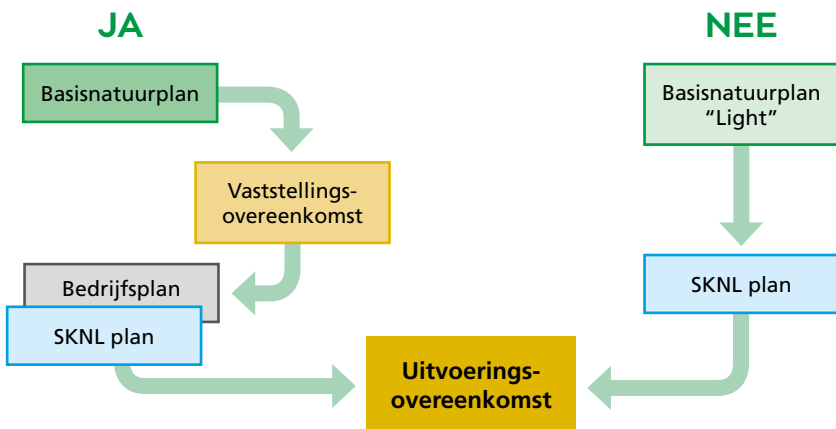 JA
Basisnatuurplan
Vaststellings-
overeenkomst
Bedrijfsplan
SKNL plan
NEE
Basisnatuurplan
“Light”
SKNL plan
Uitvoerings-
overeenkomst